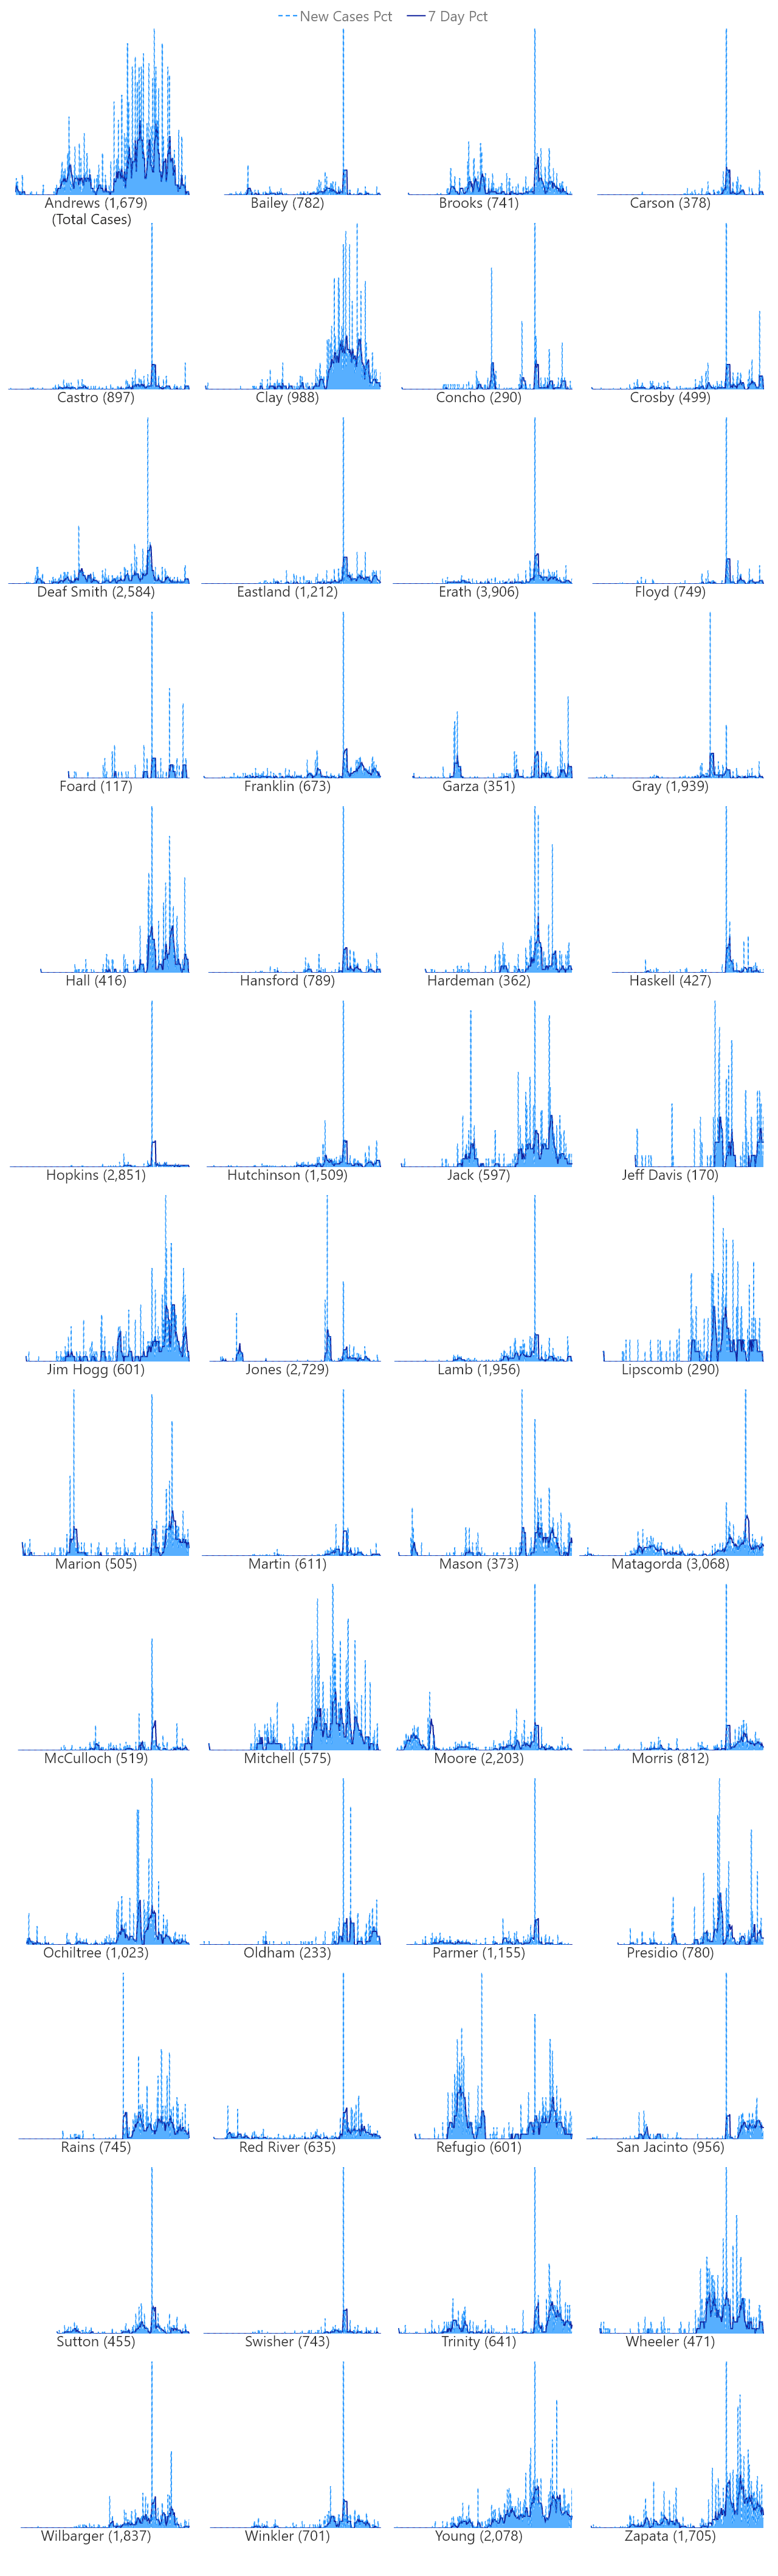 New Cases Pct 7 Day Pct
Andrews (1,679)
(Total Cases)
Bailey (782)
Brooks (741)
Carson (378)
Castro (897)
Clay (988)
Concho (290)
Crosby (499)
Deaf Smith (2,584)
Eastland (1,212)
Erath (3,906)
Floyd (749)
Foard (117)
Franklin (673)
Garza (351)
Gray (1,939)
Hall (416)
Hansford (789)
Hardeman (362)
Haskell (427)
Hopkins (2,851)
Hutchinson (1,509)
Jack (597)
Jeff Davis (170)
Jim Hogg (601)
Jones (2,729)
Lamb (1,956)
Lipscomb (290)
Marion (505)
Martin (611)
Mason (373)
Matagorda (3,068)
McCulloch (519)
Mitchell (575)
Moore (2,203)
Morris (812)
Ochiltree (1,023)
Oldham (233)
Parmer (1,155)
Presidio (780)
Rains (745)
Red River (635)
Refugio (601)
San Jacinto (956)
Sutton (455)
Swisher (743)
Trinity (641)
Wheeler (471)
Wilbarger (1,837)
Winkler (701)
Young (2,078)
Zapata (1,705)